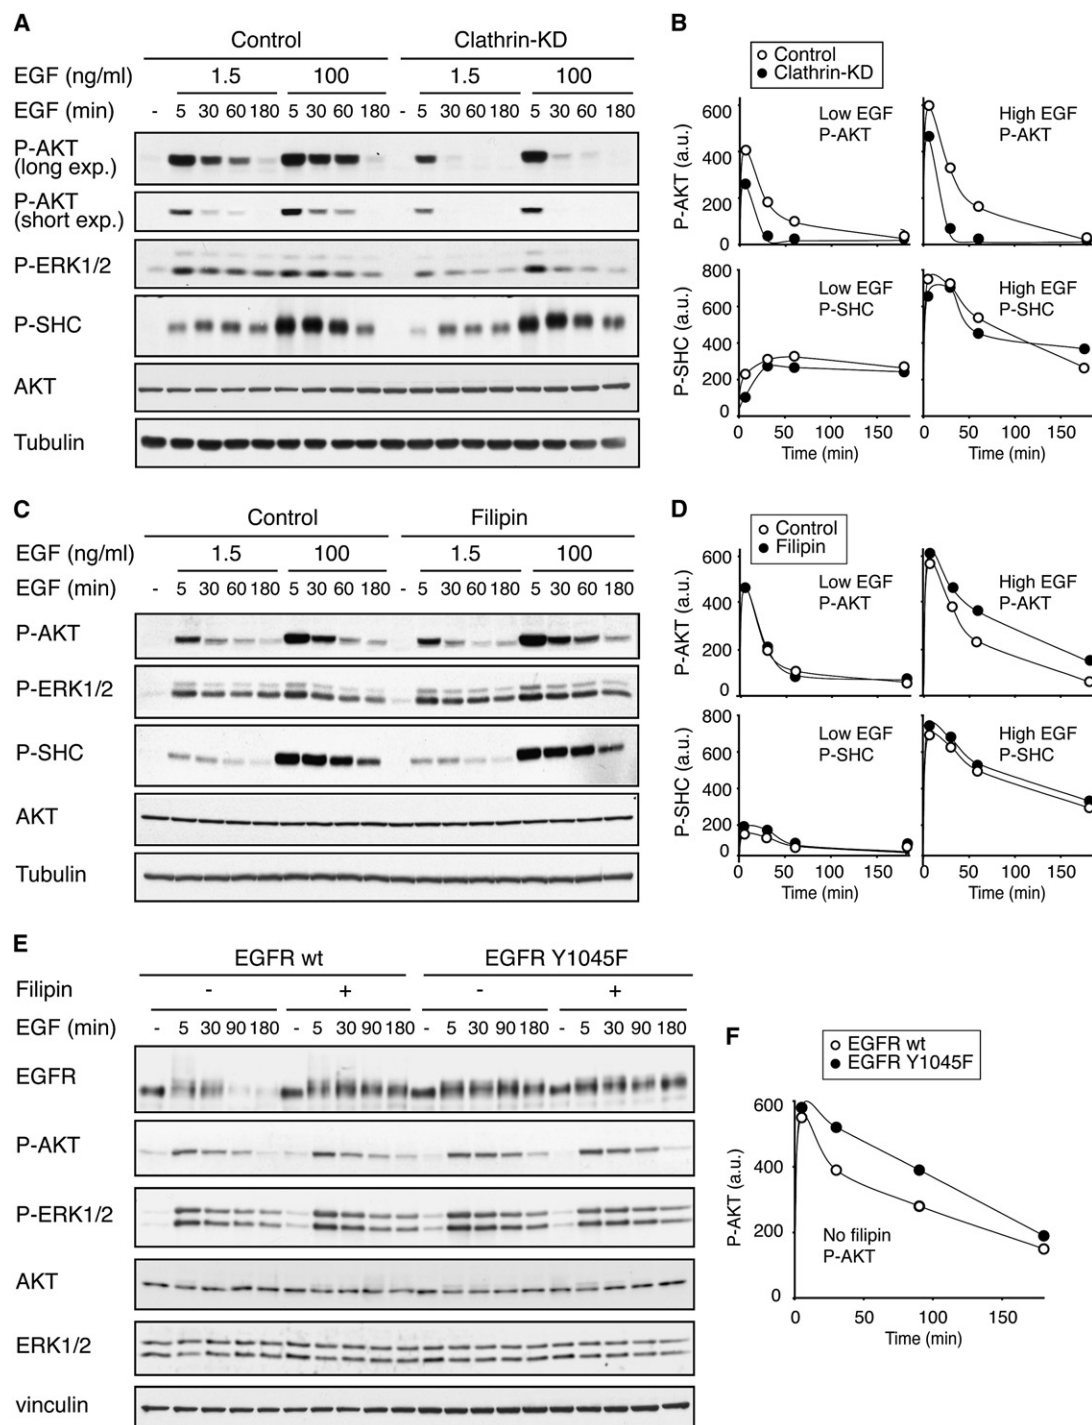 A
Control Clathrin-KD
EGF (ng/ml) 1.5 100 1.5 100
EGF (min) - 5 30 60 180 5 30 60 180 - 5 30 60 180 5 30 60 180
P-AKT
(long exp.)
P-AKT
(short exp.)
P-ERK1/2
P-SHC
AKT
Tubulin
B
Control
Clathrin-KD
P-AKT (a.u.)
600
400
200
0
Low EGF
P-AKT
High EGF
P-AKT
P-SHC (a.u.)
800
600
400
200
0
Low EGF
P-SHC
High EGF
P-SHC
0 50 100 150 0 50 100 150
Time (min) Time (min)
C
Control Filipin
EGF (ng/ml) 1.5 100 1.5 100
EGF (min) - 5 30 60 180 5 30 60 180 - 5 30 60 180 5 30 60 180
P-AKT
P-ERK1/2
P-SHC
AKT
Tubulin
D
Control
Filipin
P-AKT (a.u.)
600
400
200
0
Low EGF
P-AKT
High EGF
P-AKT
P-SHC (a.u.)
800
600
400
200
0
Low EGF
P-SHC
High EGF
P-SHC
0 50 100 150 0 50 100 150
Time (min) Time (min)
E
EGFR wt EGFR Y1045F
Filipin - + - +
EGF (min) - 5 30 90 180 - 5 30 90 180 - 5 30 90 180 - 5 30 90 180
EGFR
P-AKT
P-ERK1/2
AKT
ERK1/2
vinculin
F
EGFR wt
EGFR Y1045F
P-AKT (a.u.)
600
400
200
0
No filipin
P-AKT
0 50 100 150
Time (min)